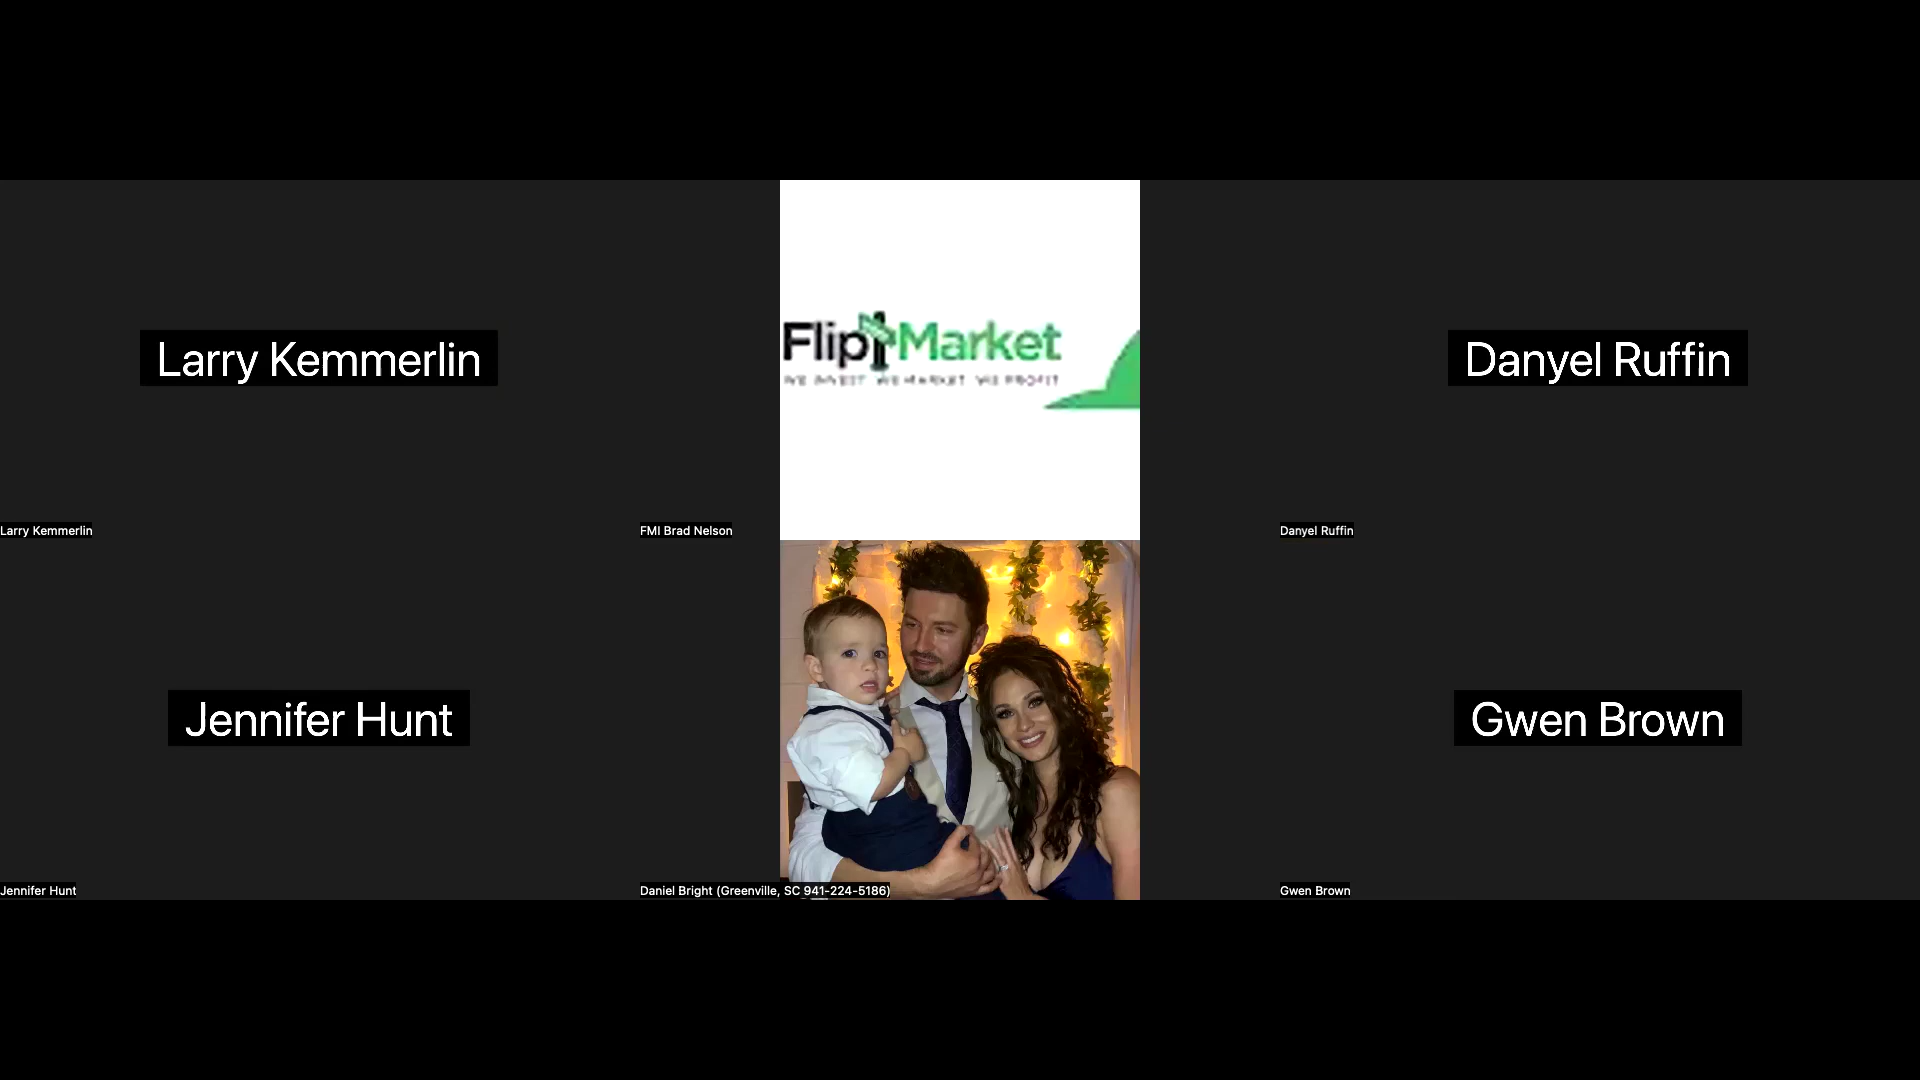 Larry Kemmerlin
Flip Market
WE INVEST WE MARKET WE PROFIT
Danyel Ruffin
Larry Kemmerlin
FMI Brad Nelson
Danyel Ruffin
Jennifer Hunt
Gwen Brown
Jennifer Hunt
Daniel Bright (Greenville, SC 941-224-5186)
Gwen Brown